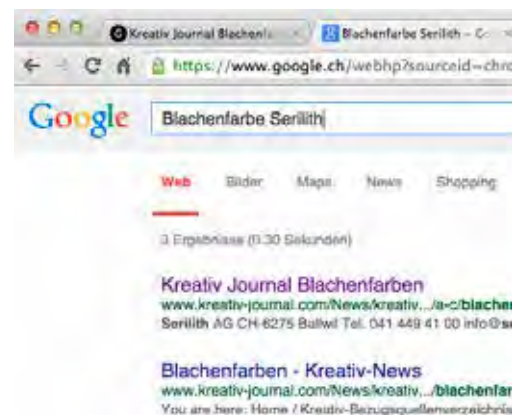 Kreativ Journal Blachenfa
Blachenfarbe Serilith – G
https://www.google.ch/webhp?sourceid=chro
Google
Blachenfarbe Serilith
Web Bilder Maps News Shopping
3 Ergebnisse (0.30 Sekunden)
Kreativ Journal Blachenfarben
www.kreativ-journal.com/News/kreativ.../a-c/blachen
Serilith AG CH-6275 Ballwil Tel. 041 449 41 00 info@se
Blachenfarben - Kreativ-News
www.kreativ-journal.com/News/kreativ.../blachenfar
You are here: Home / Kreativ-Bezugsquellenverzeichnis